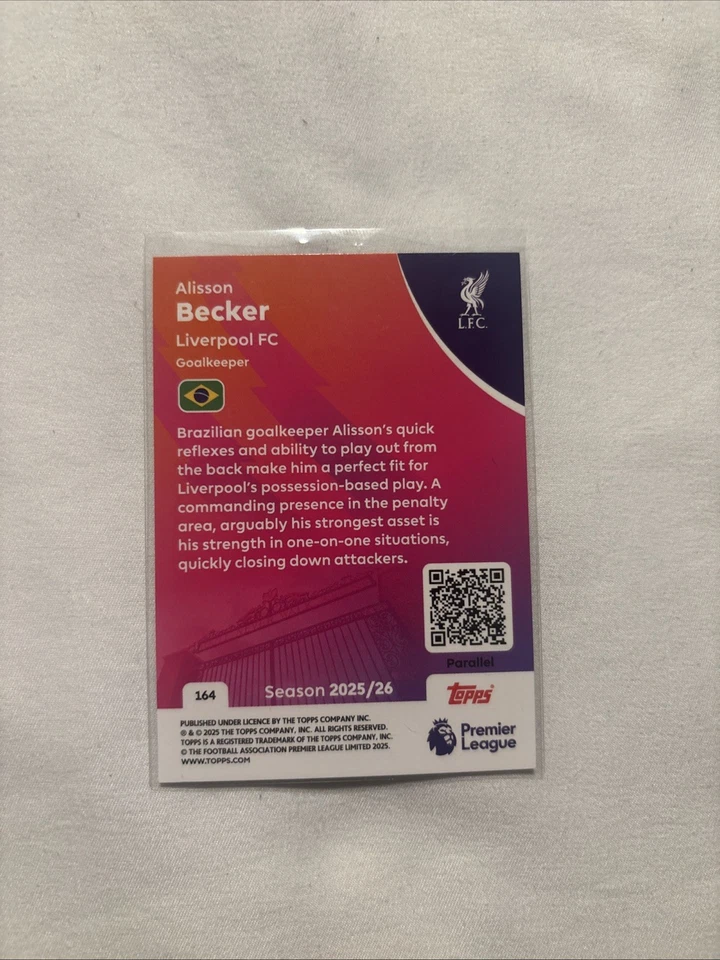 Alisson
Becker
Liverpool FC
Goalkeeper
L.F.C.
Brazilian goalkeeper Alisson's quick
reflexes and ability to play out from
the back make him a perfect fit for
Liverpool's possession-based play. A
commanding presence in the penalty
area, arguably his strongest asset is
his strength in one-on-one situations,
quickly closing down attackers.
Parallel
164
Season 2025/26
topps
PUBLISHED UNDER LICENCE BY THE TOPPS COMPANY INC.
® & © 2025 THE TOPPS COMPANY, INC. ALL RIGHTS RESERVED.
TOPPS IS A REGISTERED TRADEMARK OF THE TOPPS COMPANY, INC.
© THE FOOTBALL ASSOCIATION PREMIER LEAGUE LIMITED 2025.
WWW.TOPPS.COM
Premier
League